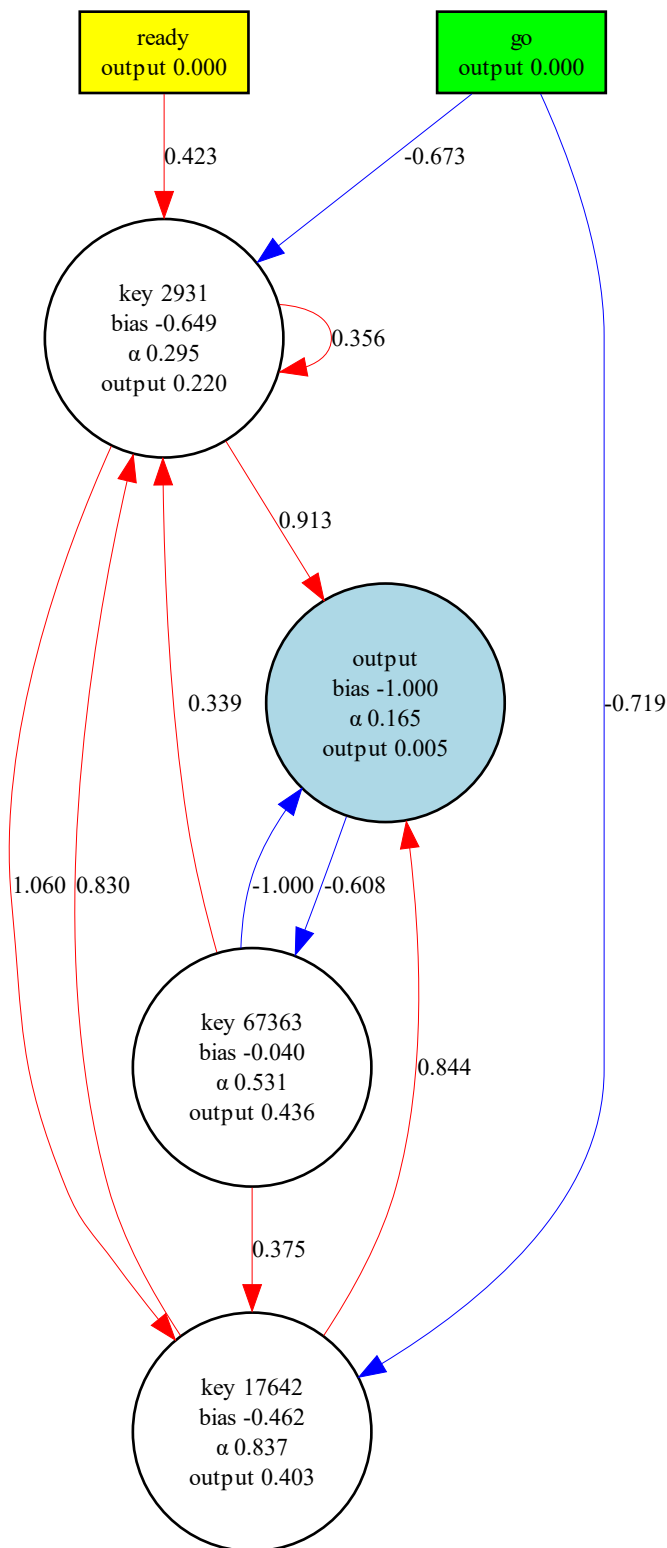 ready
output 0.000
go
output 0.000
0.423
-0.673
key 2931
bias -0.649
α 0.295
output 0.220
0.356
0.913
output
bias -1.000
α 0.165
output 0.005
0.339
-0.719
1.060
0.830
-1.000
-0.608
key 67363
bias -0.040
α 0.531
output 0.436
0.844
0.375
key 17642
bias -0.462
α 0.837
output 0.403